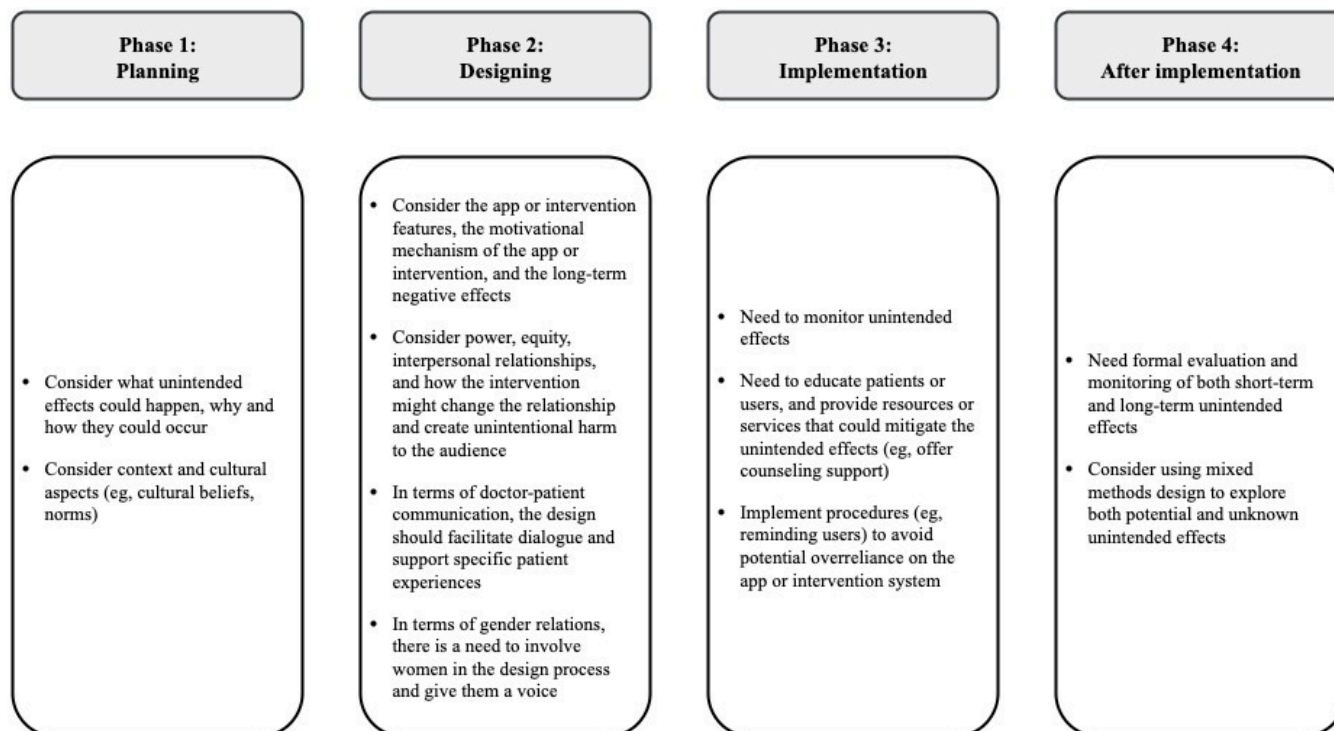 Phase 1:
Planning
Phase 2:
Designing
Phase 3:
Implementation
Phase 4:
After implementation
• Consider what unintended
effects could happen, why and
how they could occur
• Consider context and cultural
aspects (eg, cultural beliefs,
norms)
• Consider the app or intervention
features, the motivational
mechanism of the app or
intervention, and the long-term
negative effects
• Consider power, equity,
interpersonal relationships,
and how the intervention
might change the relationship
and create unintentional harm
to the audience
• In terms of doctor-patient
communication, the design
should facilitate dialogue and
support specific patient
experiences
• In terms of gender relations,
there is a need to involve
women in the design process
and give them a voice
• Need to monitor unintended
effects
• Need to educate patients or
users, and provide resources or
services that could mitigate the
unintended effects (eg, offer
counseling support)
• Implement procedures (eg,
reminding users) to avoid
potential overreliance on the
app or intervention system
• Need formal evaluation and
monitoring of both short-term
and long-term unintended
effects
• Consider using mixed
methods design to explore
both potential and unknown
unintended effects